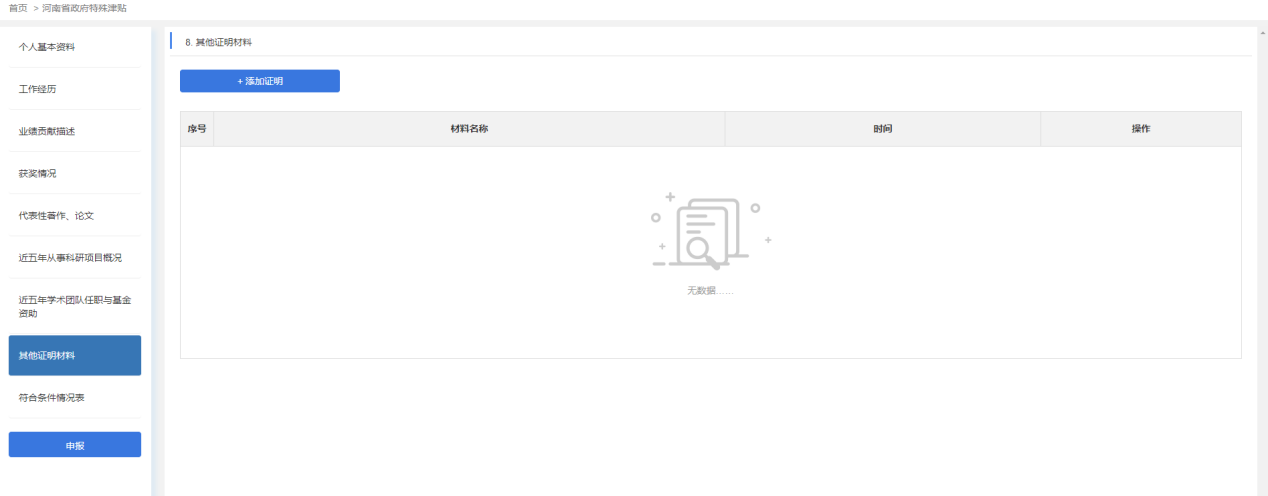 首页 > 河南省政府特殊津贴
个人基本资料
工作经历
业绩贡献描述
获奖情况
代表性著作、论文
近五年从事科研项目概况
近五年学术团队任职与基金
资助
其他证明材料
符合条件情况表
申报
8. 其他证明材料
+ 添加证明
序号 材料名称 时间 操作
无数据……